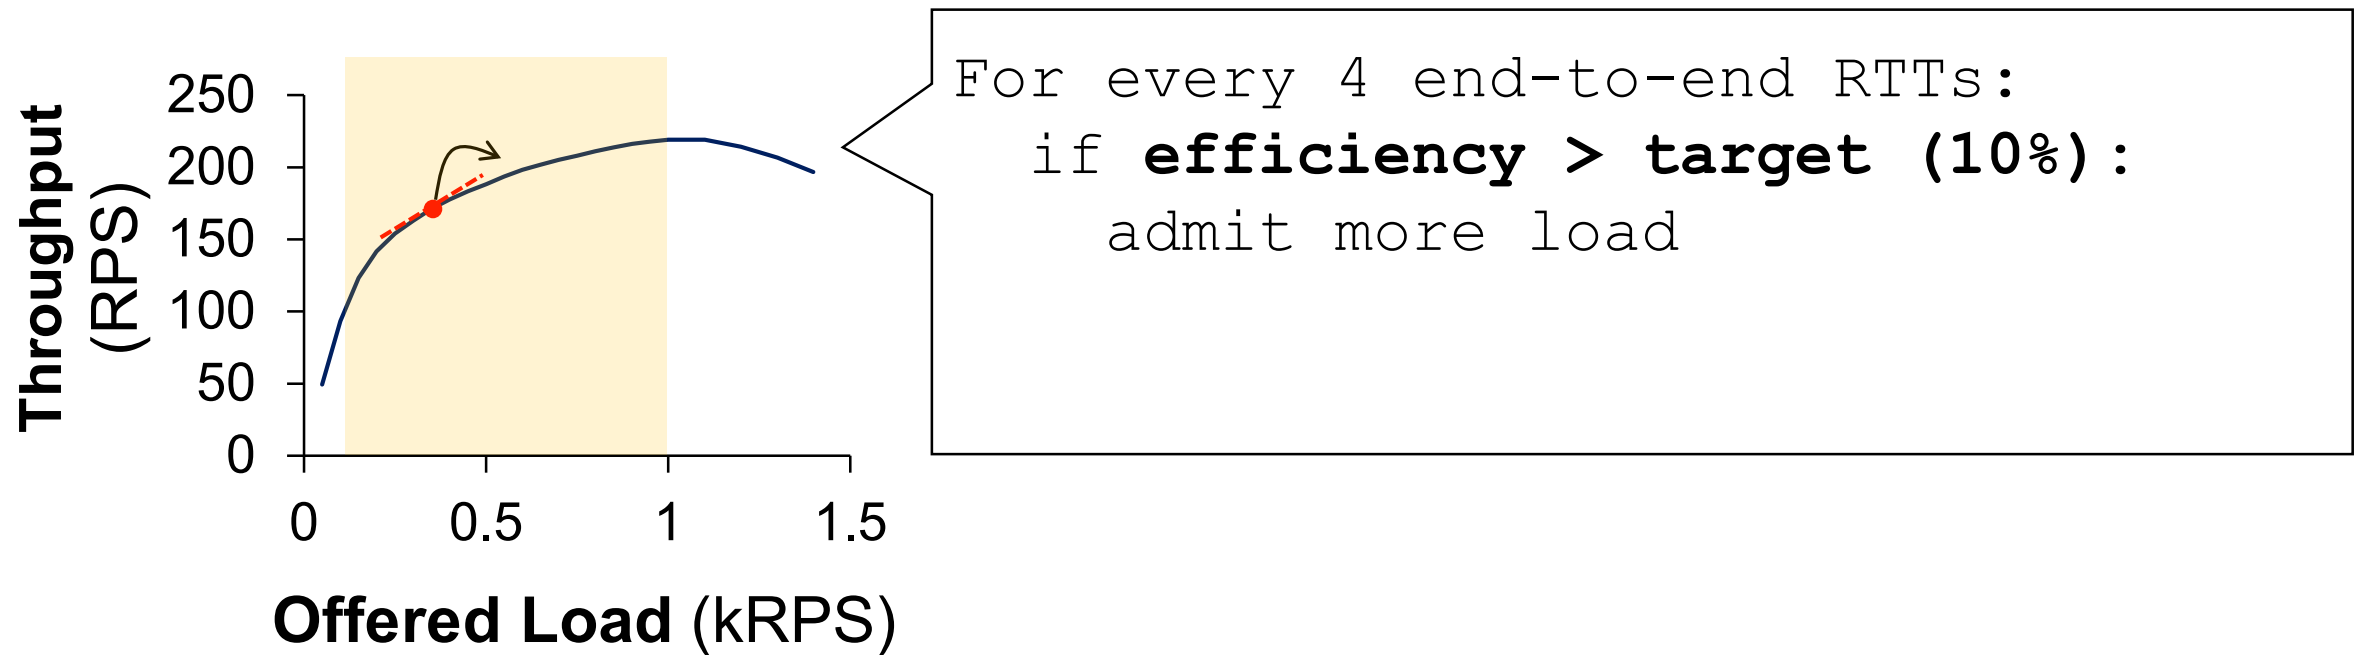 Throughput
(RPS)
250
200
150
100
50
0
0 0.5 1 1.5
Offered Load (kRPS)
For every 4 end-to-end RTTs:
if efficiency > target (10%):
admit more load